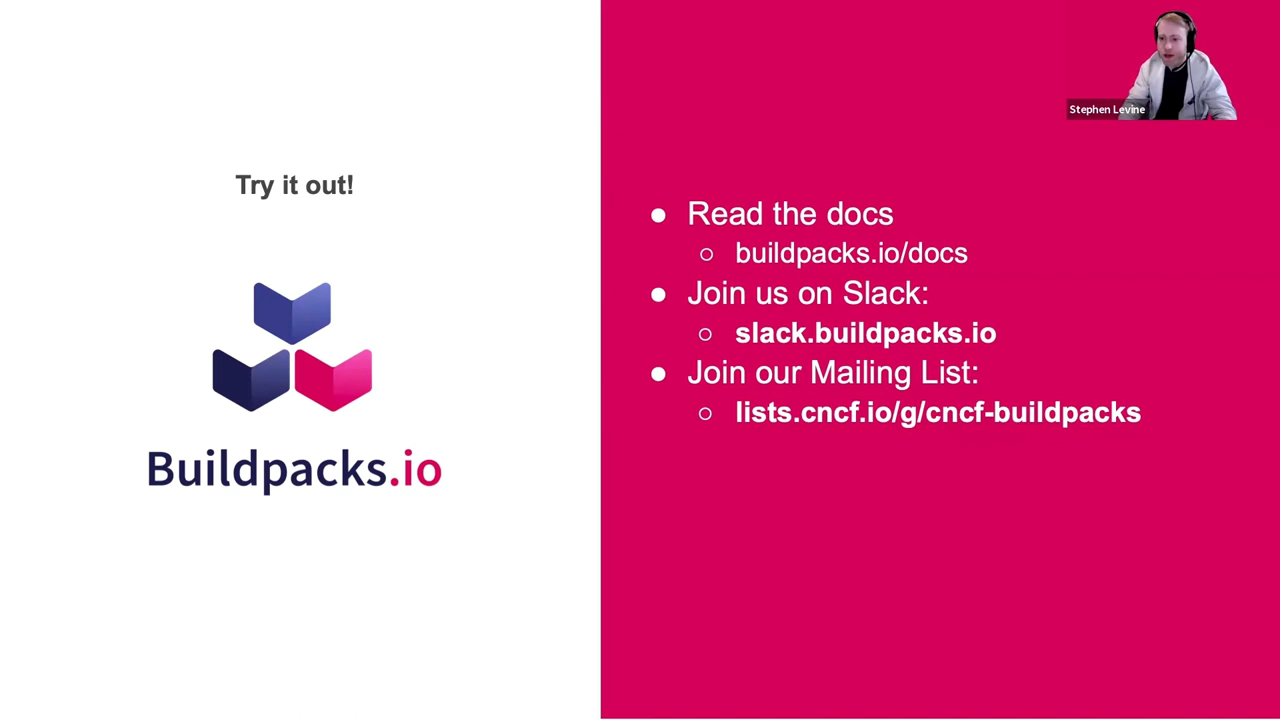 Stephen Levine
Try it out!
Buildpacks.io
● Read the docs
○ buildpacks.io/docs
● Join us on Slack:
○ slack.buildpacks.io
● Join our Mailing List:
○ lists.cncf.io/g/cncf-buildpacks